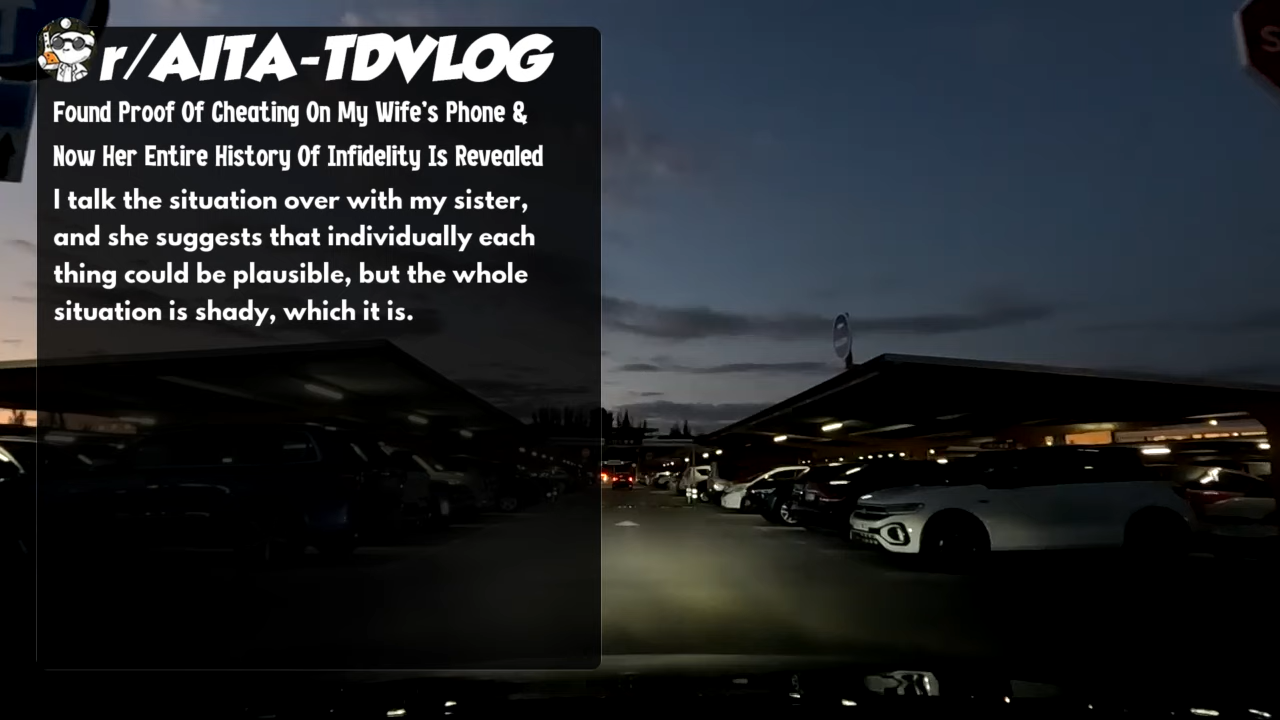 r/AITA-TDVLOG
Found Proof Of Cheating On My Wife's Phone &
Now Her Entire History Of Infidelity Is Revealed
I talk the situation over with my sister,
and she suggests that individually each
thing could be plausible, but the whole
situation is shady, which it is.